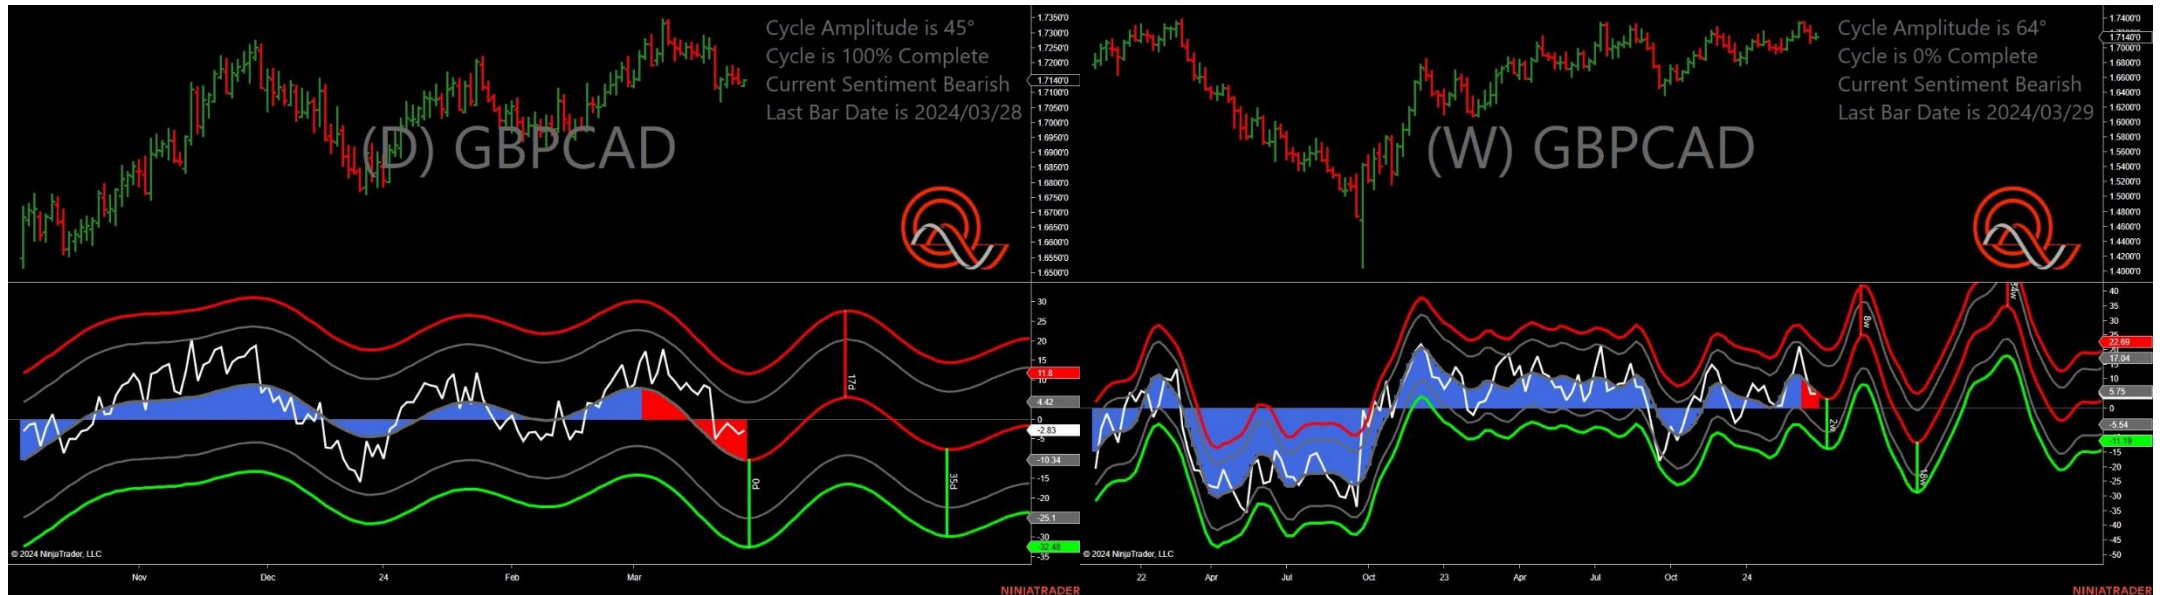 Cycle Amplitude is 45°
Cycle is 100% Complete
Current Sentiment Bearish
Last Bar Date is 2024/03/28
(D) GBPCAD
1.7350'0
1.7300'0
1.7250'0
1.7200'0
1.7140'0
1.7100'0
1.7050'0
1.7000'0
1.6950'0
1.6900'0
1.6850'0
1.6800'0
1.6750'0
1.6700'0
1.6650'0
1.6600'0
1.6550'0
1.6500'0
30
25
20
15
11.8
10
4.42
0
-2.83
-5
-10.34
-15
-20
-25.1
-30
-32.48
-35
17d
0d
35d
© 2024 NinjaTrader, LLC
Nov
Dec
24
Feb
Mar
NINJATRADER
Cycle Amplitude is 64°
Cycle is 0% Complete
Current Sentiment Bearish
Last Bar Date is 2024/03/29
(W) GBPCAD
1.7400'0
1.7140'0
1.7000'0
1.6800'0
1.6600'0
1.6400'0
1.6200'0
1.6000'0
1.5800'0
1.5600'0
1.5400'0
1.5200'0
1.5000'0
1.4800'0
1.4600'0
1.4400'0
1.4200'0
1.4000'0
40
35
30
25
22.69
17.04
15
10
5.75
0
-5.54
-11.19
-15
-20
-25
-30
-35
-40
-45
-50
8w
34w
2w
18w
© 2024 NinjaTrader, LLC
22
Apr
Jul
Oct
23
Apr
Jul
Oct
24
NINJATRADER